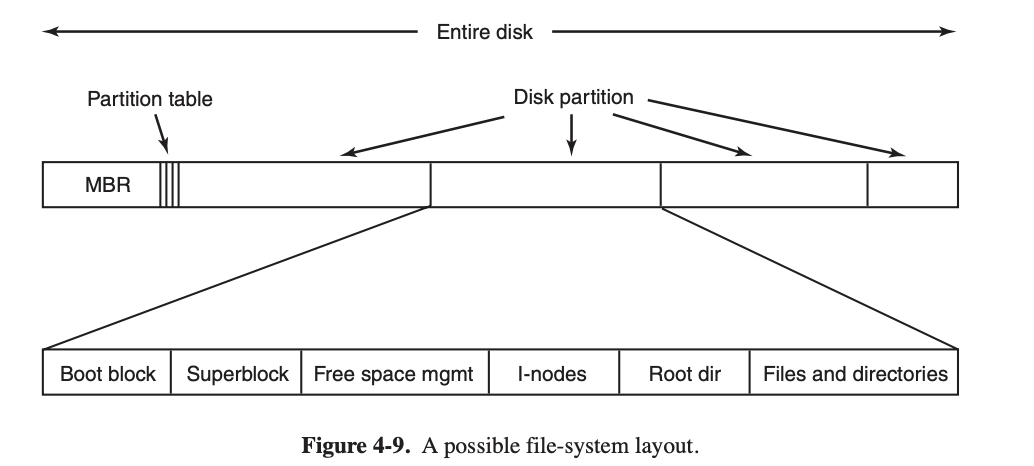 Entire disk
Partition table
Disk partition
MBR
Boot block
Superblock
Free space mgmt
I-nodes
Root dir
Files and directories
Figure 4-9. A possible file-system layout.